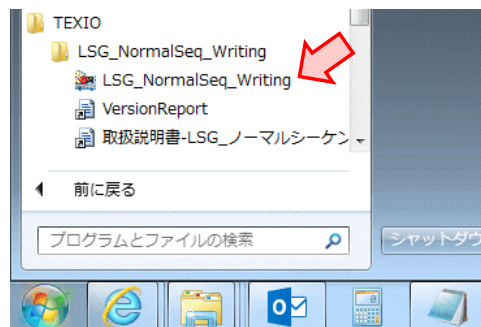 TEXIO
LSG_NormalSeq_Writing
LSG_NormalSeq_Writing
VersionReport
取扱説明書-LSG_ノーマルシーケン
前に戻る
プログラムとファイルの検索
シャットダウ